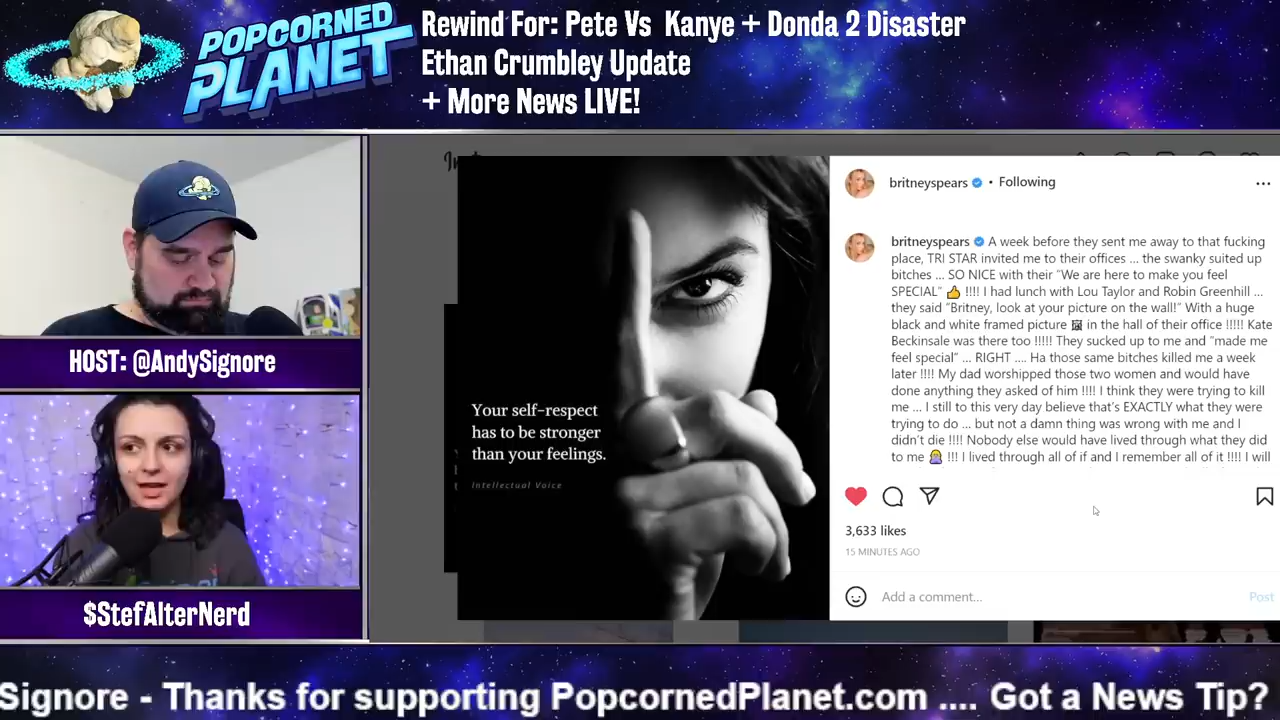 POPCORNED
PLANET
Rewind For: Pete Vs Kanye + Donda 2 Disaster
Ethan Crumbley Update
+ More News LIVE!
HOST: @AndySignore
$StefAlterNerd
Your self-respect
has to be stronger
than your feelings.
Intellectual Voice
britneyspears • Following
britneyspears A week before they sent me away to that fucking
place, TRI STAR invited me to their offices … the swanky suited up
bitches … SO NICE with their “We are here to make you feel
SPECIAL” 👍 !!!! I had lunch with Lou Taylor and Robin Greenhill …
they said “Britney, look at your picture on the wall!” With a huge
black and white framed picture 🖼 in the hall of their office !!!!! Kate
Beckinsale was there too !!!!! They sucked up to me and “made me
feel special” … RIGHT …. Ha those same bitches killed me a week
later !!!! My dad worshipped those two women and would have
done anything they asked of him !!!! I think they were trying to kill
me … I still to this very day believe that’s EXACTLY what they were
trying to do … but not a damn thing was wrong with me and I
didn’t die !!!! Nobody else would have lived through what they did
to me 🤷‍♀️ !!! I lived through all of if and I remember all of it !!!! I will
3,633 likes
15 MINUTES AGO
Add a comment…
Post
Signore - Thanks for supporting PopcornedPlanet.com .... Got a News Tip?